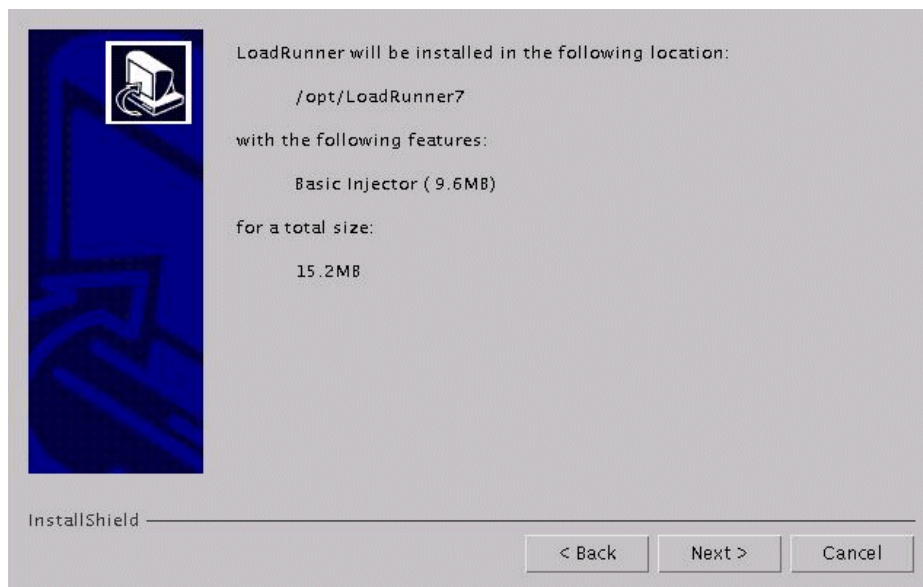 LoadRunner will be installed in the following location:
/opt/LoadRunner7
with the following features:
Basic Injector ( 9.6MB)
for a total size:
15.2MB
InstallShield
< Back
Next >
Cancel